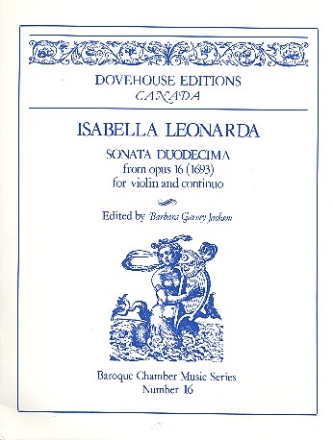 DOVEHOUSE EDITIONS
CANADA
ISABELLA LEONARDA
SONATA DUODECIMA
from opus 16 (1693)
for violin and continuo
Edited by Barbara Garvey Jackson
Baroque Chamber Music Series
Number 16